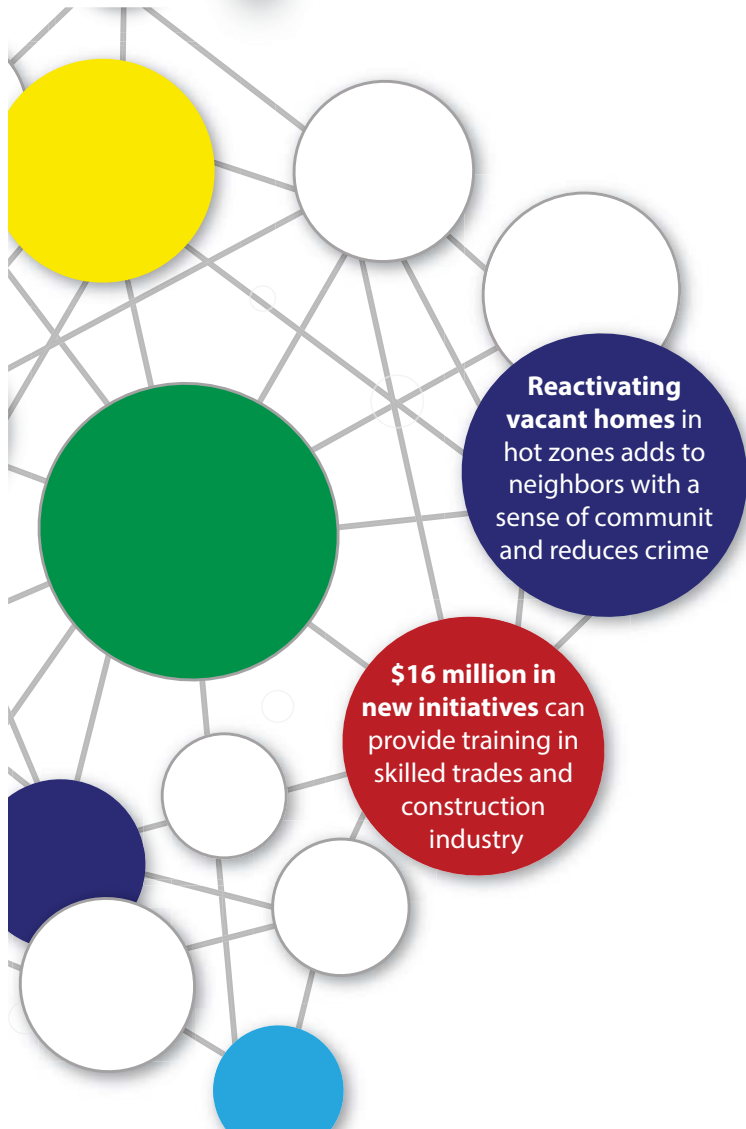 Reactivating
vacant homes in
hot zones adds to
neighbors with a
sense of communit
and reduces crime
$16 million in
new initiatives can
provide training in
skilled trades and
construction
industry